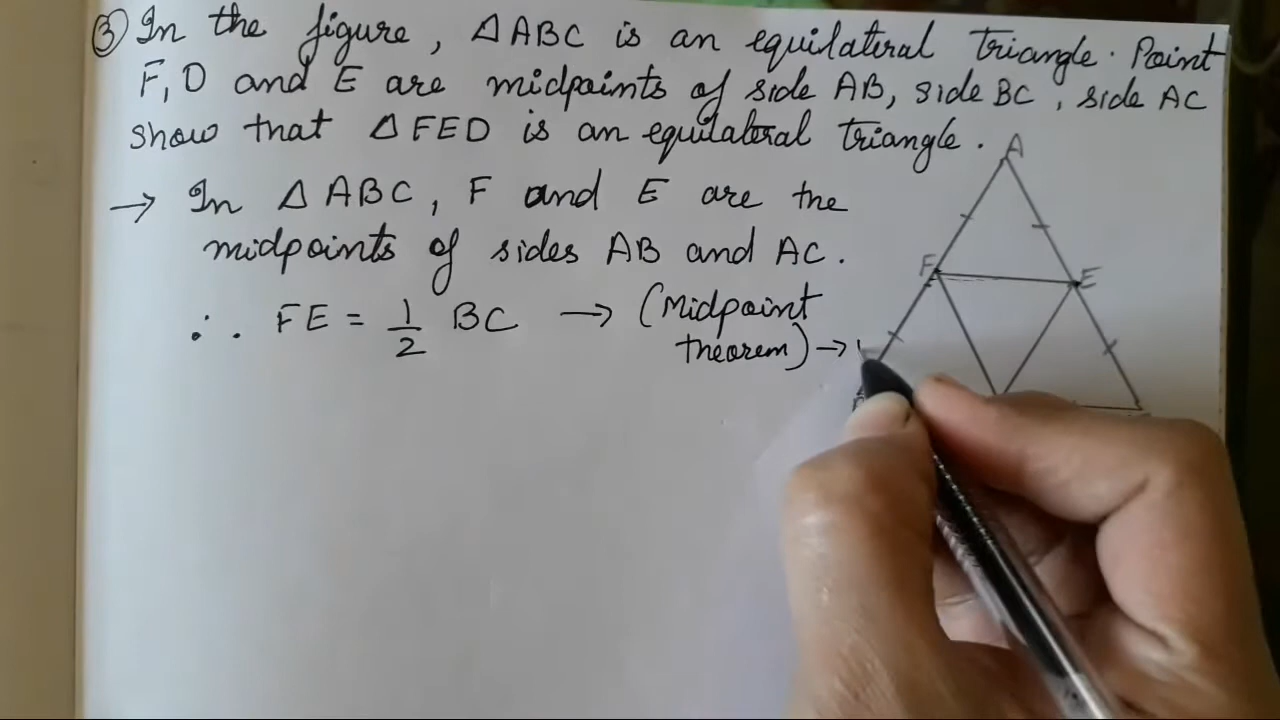 ③ In the figure, △ABC is an equilateral triangle. Point
F, D and E are midpoints of side AB, side BC, side AC
show that △FED is an equilateral triangle.
→ In △ABC, F and E are the
midpoints of sides AB and AC.
∴ FE = 1/2 BC → (Midpoint
theorem) →
A
F
E